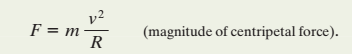 F = m v²/R (magnitude of centripetal force).